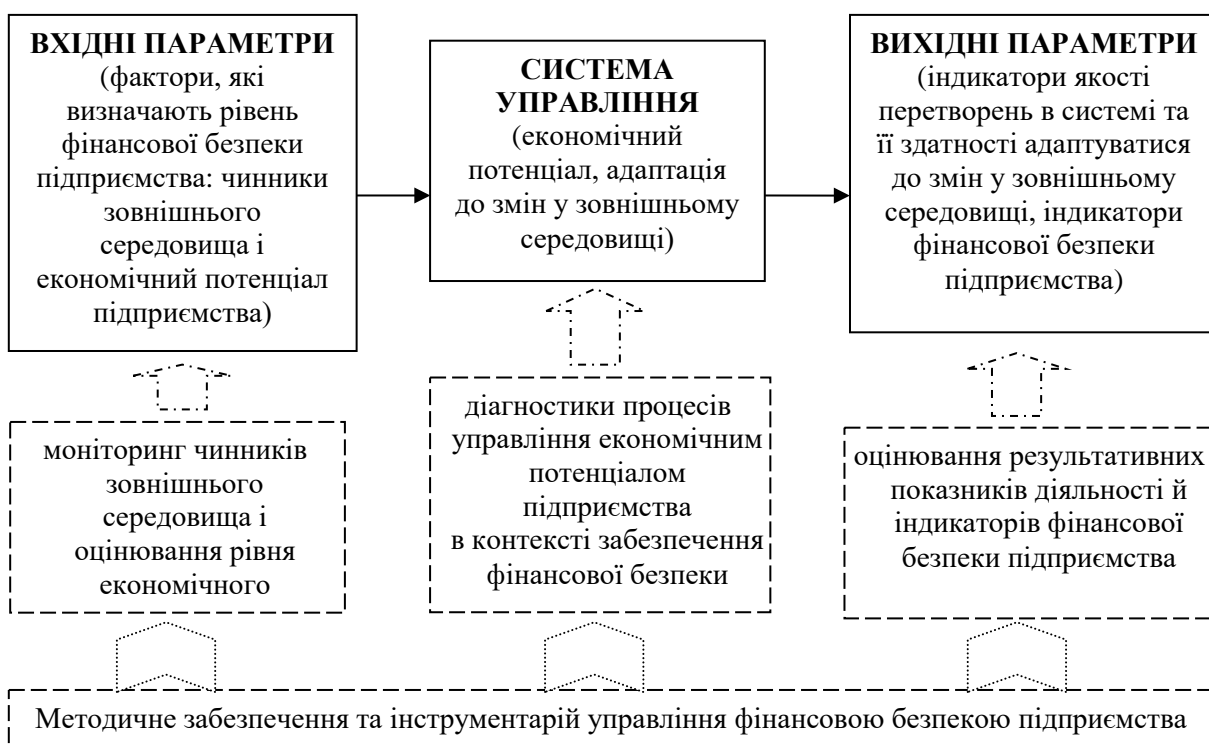 ВХІДНІ ПАРАМЕТРИ
(фактори, які
визначають рівень
фінансової безпеки
підприємства: чинники
зовнішнього
середовища і
економічний потенціал
підприємства)
СИСТЕМА
УПРАВЛІННЯ
(економічний
потенціал, адаптація
до змін у зовнішньому
середовищі)
ВИХІДНІ ПАРАМЕТРИ
(індикатори якості
перетворень в системі та
її здатності адаптуватися
до змін у зовнішньому
середовищі, індикатори
фінансової безпеки
підприємства)
моніторинг чинників
зовнішнього
середовища і
оцінювання рівня
економічного
діагностики процесів
управління економічним
потенціалом
підприємства
в контексті забезпечення
фінансової безпеки
оцінювання результативних
показників діяльності й
індикаторів фінансової
безпеки підприємства
Методичне забезпечення та інструментарій управління фінансовою безпекою підприємства